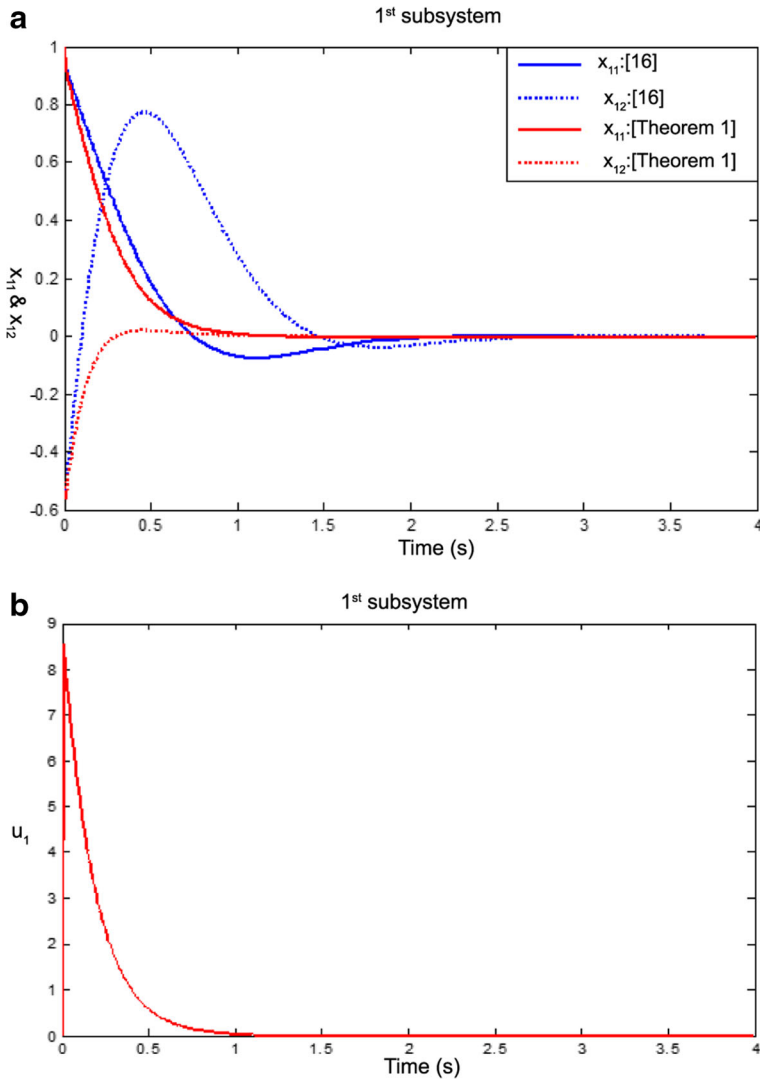 a
1st subsystem
x11:[16]
x12:[16]
x11:[Theorem 1]
x12:[Theorem 1]
1
0.8
0.6
0.4
0.2
0
-0.2
-0.4
-0.6
x11 & x12
0 0.5 1 1.5 2 2.5 3 3.5 4
Time (s)
b
1st subsystem
9
8
7
6
5
4
3
2
1
0
u1
0 0.5 1 1.5 2 2.5 3 3.5 4
Time (s)